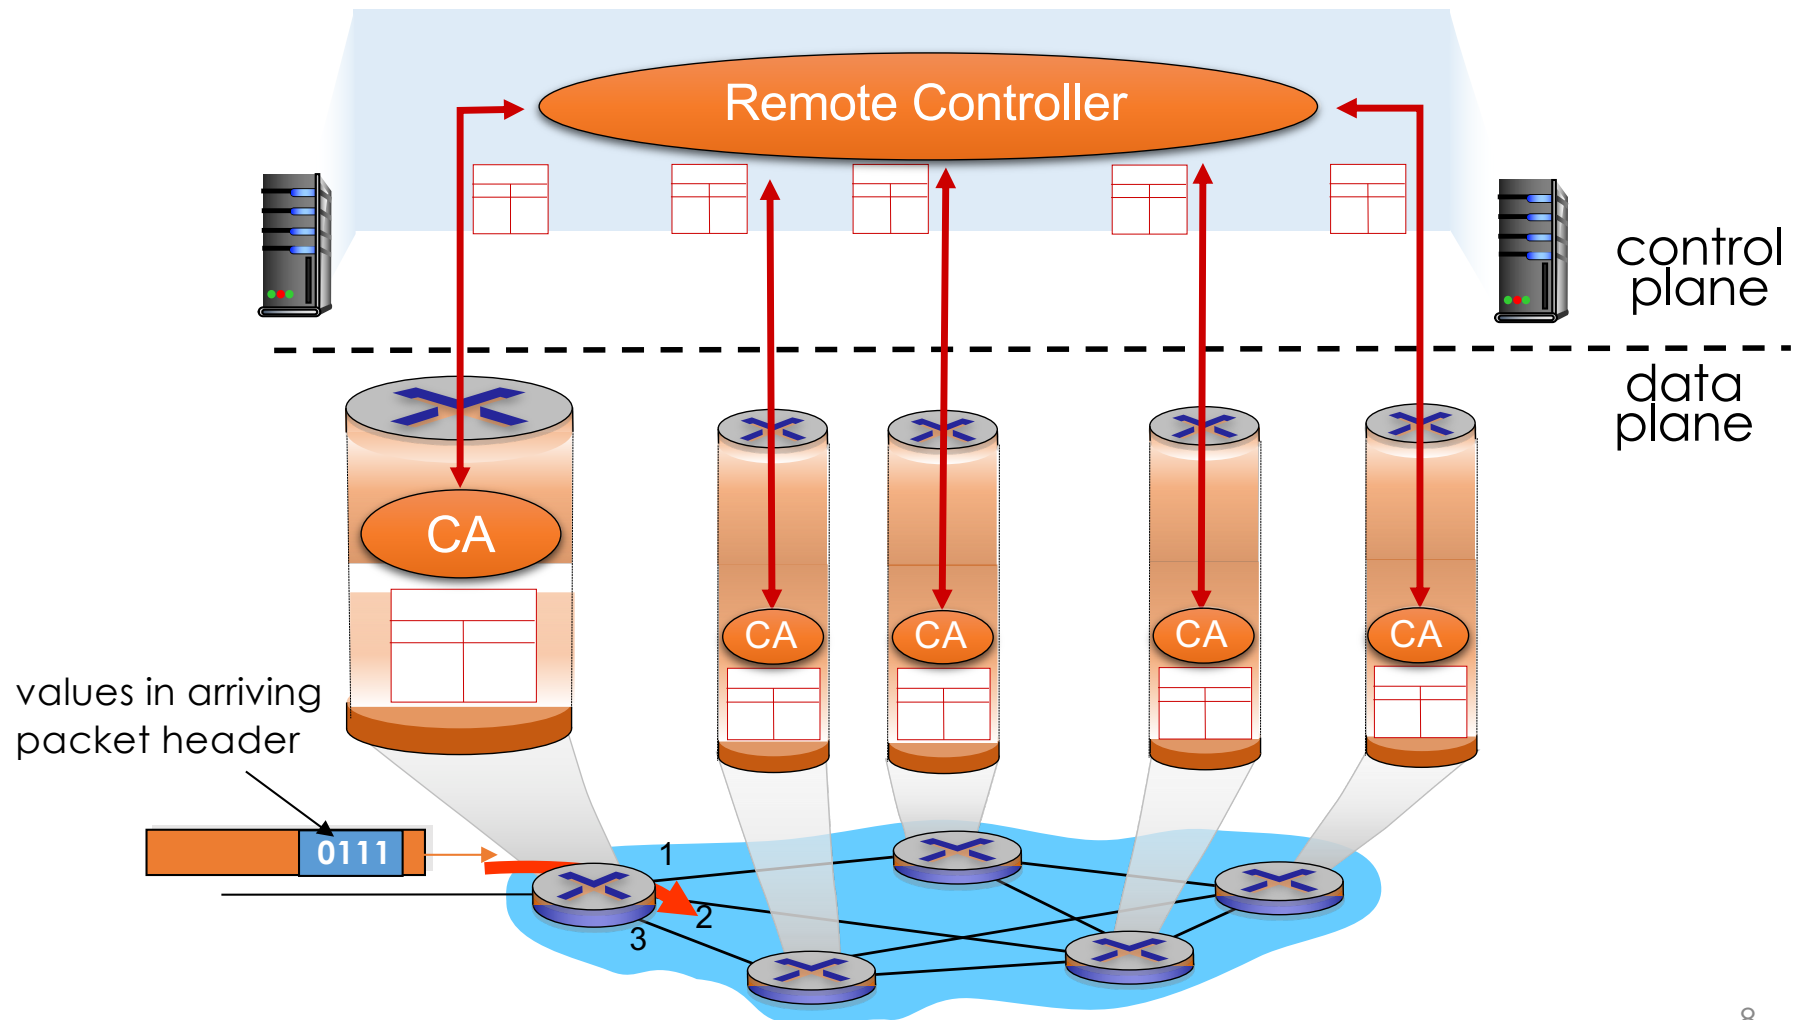 Remote Controller
control
plane
data
plane
CA
CA
CA
CA
CA
values in arriving
packet header
0111
1
2
3
8